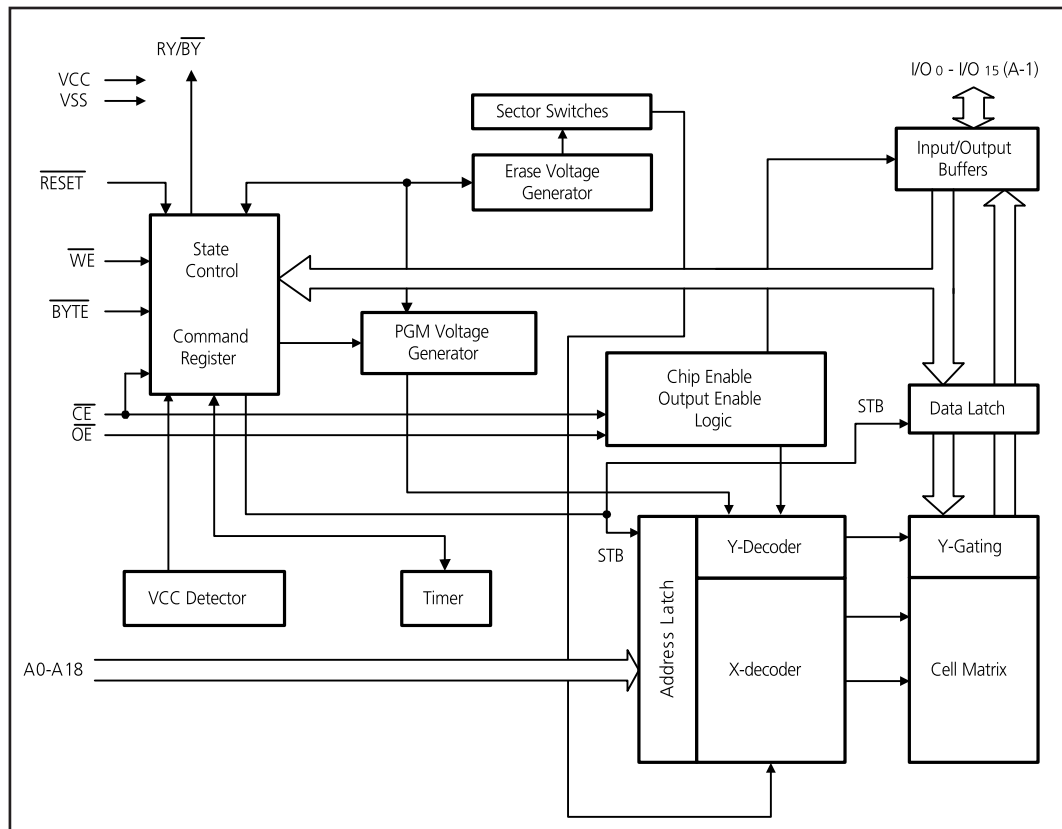 RY/BY
VCC
VSS
RESET
WE
BYTE
CE
OE
A0-A18
State
Control
Command
Register
Sector Switches
Erase Voltage
Generator
PGM Voltage
Generator
VCC Detector
Timer
Chip Enable
Output Enable
Logic
I/O 0 - I/O 15 (A-1)
Input/Output
Buffers
STB
Data Latch
STB
Address Latch
Y-Decoder
X-decoder
Y-Gating
Cell Matrix